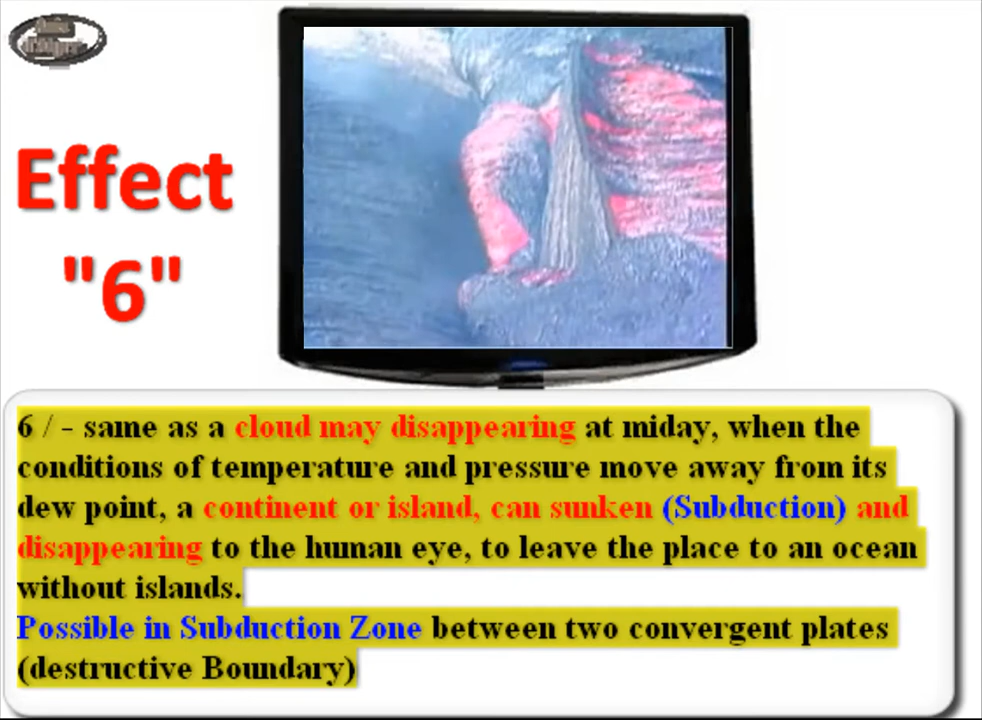 Effect
"6"
6 / - same as a cloud may disappearing at miday, when the
conditions of temperature and pressure move away from its
dew point, a continent or island, can sunken (Subduction) and
disappearing to the human eye, to leave the place to an ocean
without islands.
Possible in Subduction Zone between two convergent plates
(destructive Boundary)